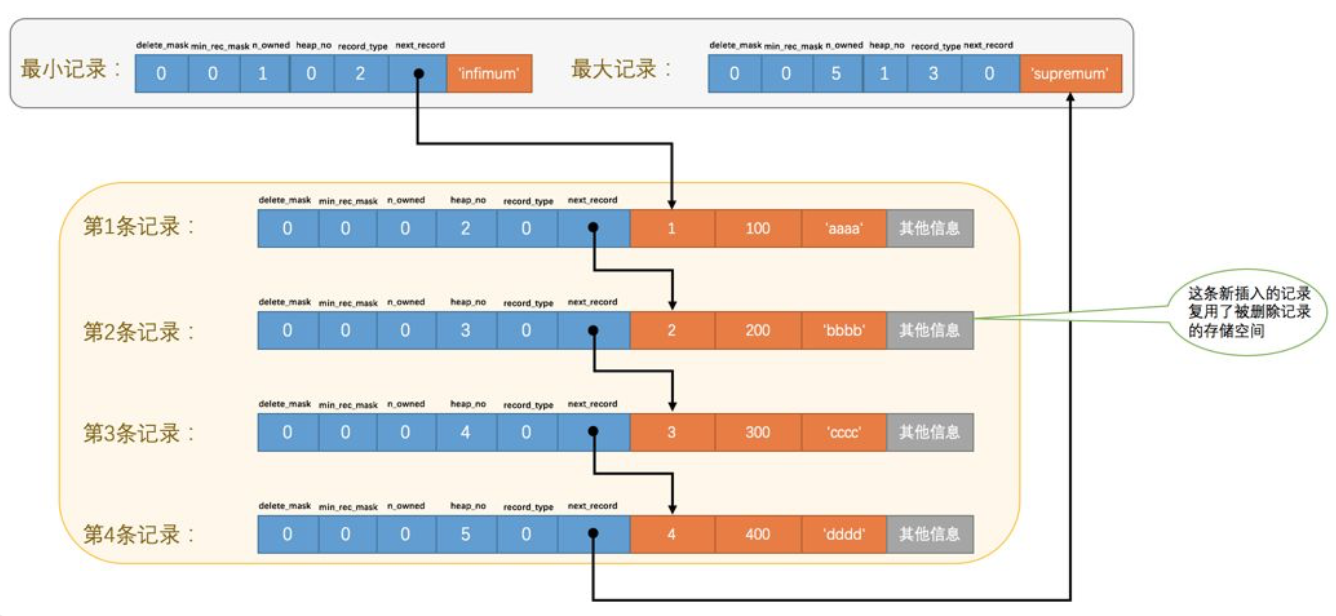 delete_mask min_rec_mask n_owned heap_no record_type next_record
最小记录： 0 0 1 0 2 'infimum'
delete_mask min_rec_mask n_owned heap_no record_type next_record
最大记录： 0 0 5 1 3 0 'supremum'
delete_mask min_rec_mask n_owned heap_no record_type next_record
第1条记录： 0 0 0 2 0 1 100 'aaaa' 其他信息
delete_mask min_rec_mask n_owned heap_no record_type next_record
第2条记录： 0 0 0 3 0 2 200 'bbbb' 其他信息
这条新插入的记录
复用了被删除记录
的存储空间
delete_mask min_rec_mask n_owned heap_no record_type next_record
第3条记录： 0 0 0 4 0 3 300 'cccc' 其他信息
delete_mask min_rec_mask n_owned heap_no record_type next_record
第4条记录： 0 0 0 5 0 4 400 'dddd' 其他信息